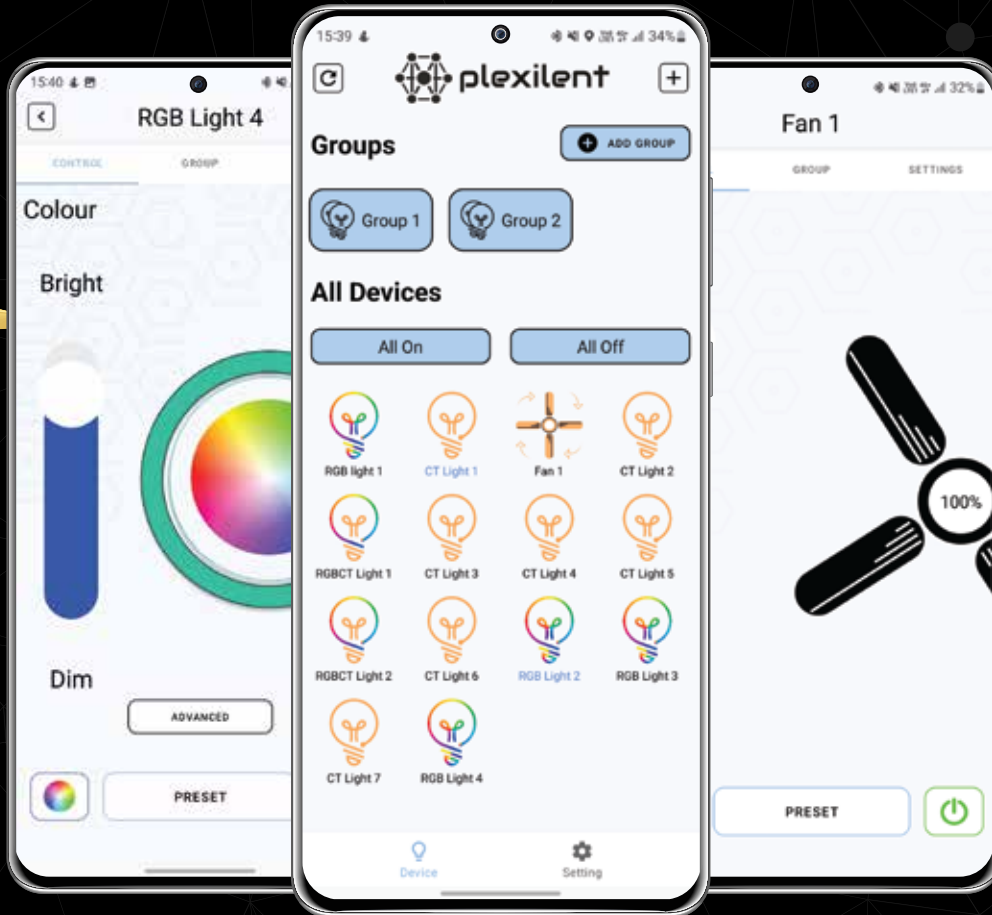 15:40
RGB Light 4
CONTROL GROUP
Colour
Bright
Dim
ADVANCED
PRESET
15:39 34%
plexilent
Groups
ADD GROUP
Group 1 Group 2
All Devices
All On All Off
RGB light 1 CT Light 1 Fan 1 CT Light 2
RGBCT Light 1 CT Light 3 CT Light 4 CT Light 5
RGBCT Light 2 CT Light 6 RGB Light 2 RGB Light 3
CT Light 7 RGB Light 4
Device Setting
32%
Fan 1
GROUP SETTINGS
100%
PRESET